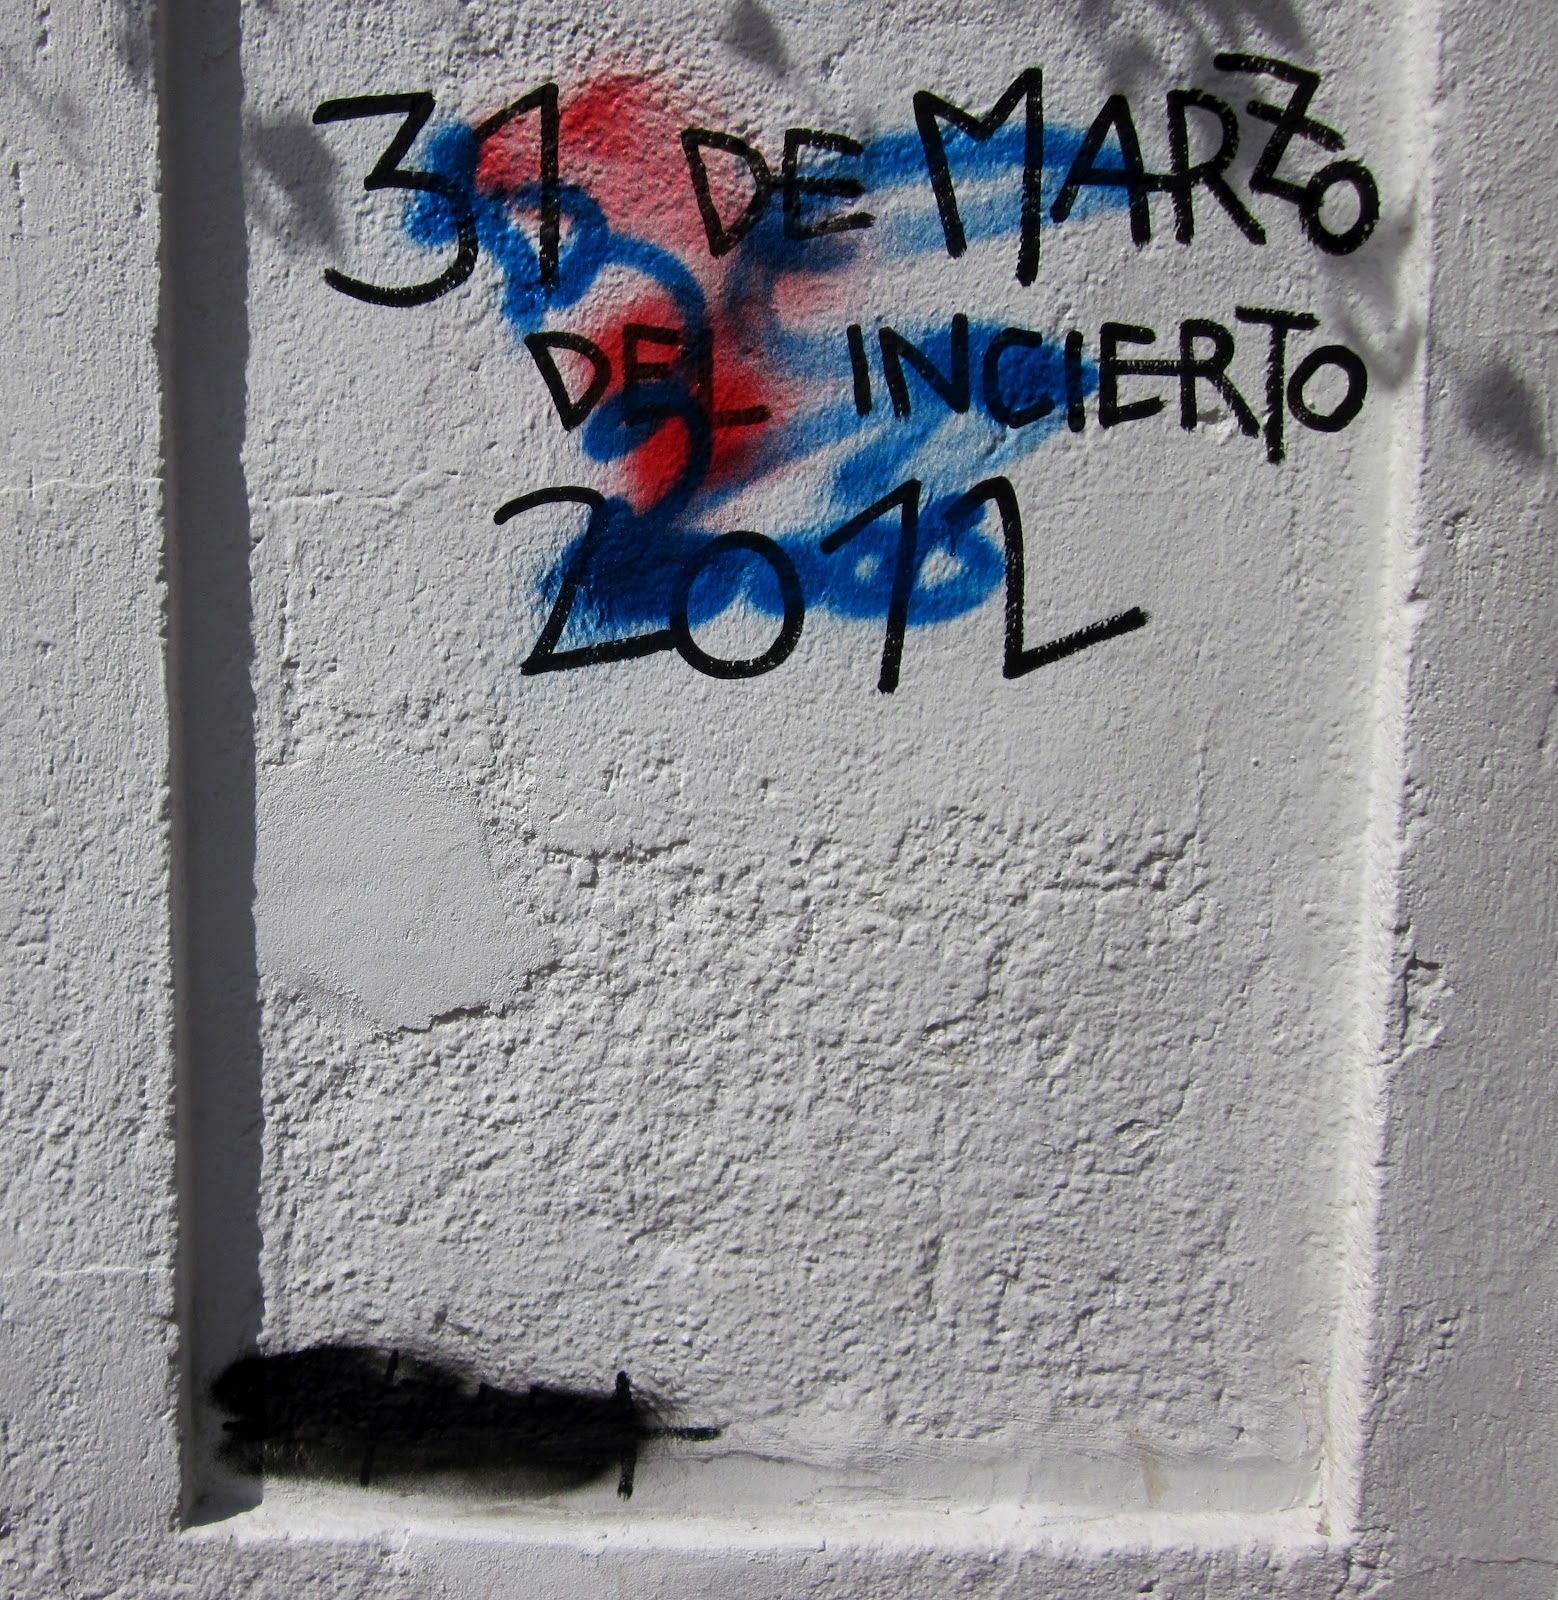 31 DE MARZO
DEL INCIERTO
2012